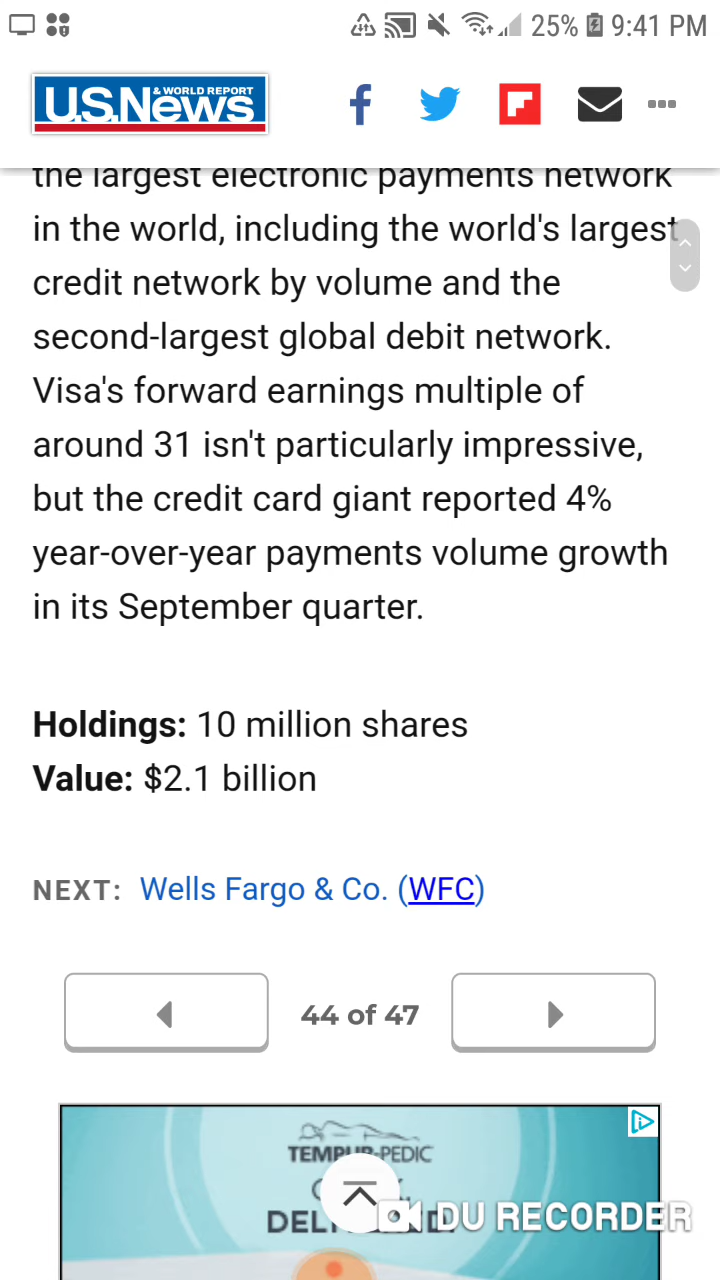 25% 9:41 PM
U.S.News
& WORLD REPORT
the largest electronic payments network
in the world, including the world's largest
credit network by volume and the
second-largest global debit network.
Visa's forward earnings multiple of
around 31 isn't particularly impressive,
but the credit card giant reported 4%
year-over-year payments volume growth
in its September quarter.
Holdings: 10 million shares
Value: $2.1 billion
NEXT: Wells Fargo & Co. (WFC)
44 of 47
TEMPUR-PEDIC
DU RECORDER